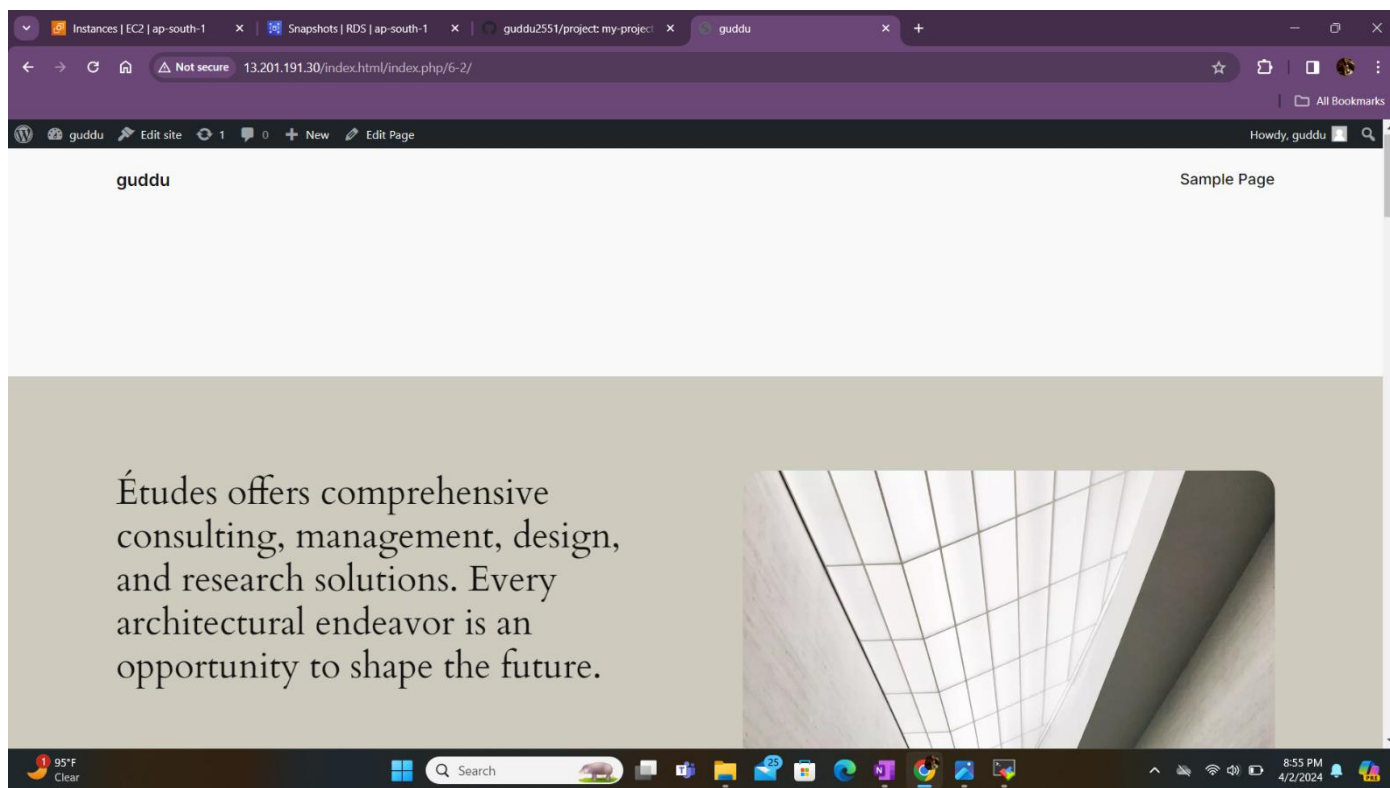 Instances | EC2 | ap-south-1
Snapshots | RDS | ap-south-1
guddu2551/project: my-projec
guddu
Not secure
13.201.191.30/index.html/index.php/6-2/
All Bookmarks
guddu
Edit site
1
0
New
Edit Page
Howdy, guddu
guddu
Sample Page
Études offers comprehensive
consulting, management, design,
and research solutions. Every
architectural endeavor is an
opportunity to shape the future.
1
95°F
Clear
Search
25
8:55 PM
4/2/2024
PRE